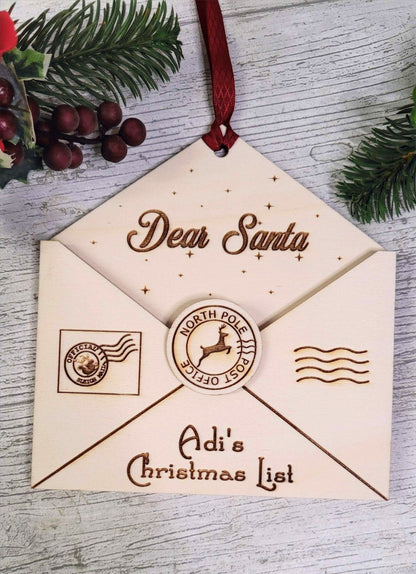 Dear Santa
NORTH POLE
POST OFFICE
Adi's
Christmas List